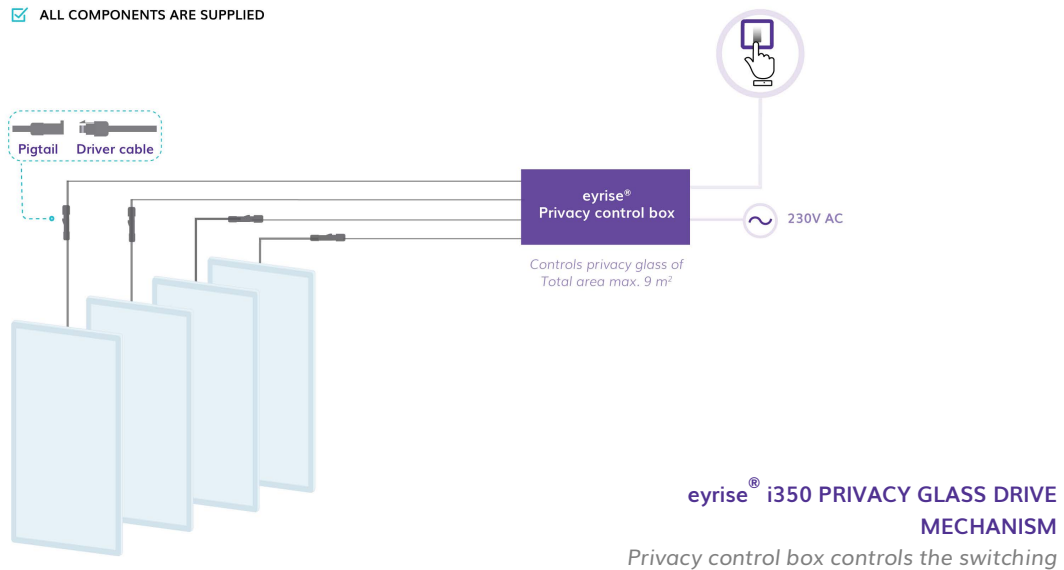 ALL COMPONENTS ARE SUPPLIED
Pigtail Driver cable
eyrise®
Privacy control box
230V AC
Controls privacy glass of
Total area max. 9 m²
eyrise® i350 PRIVACY GLASS DRIVE
MECHANISM
Privacy control box controls the switching